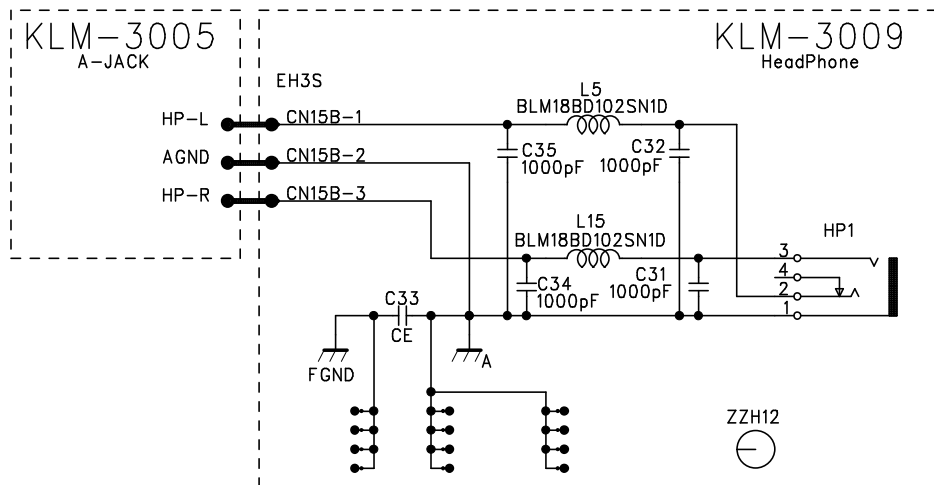 KLM-3005
A-JACK
KLM-3009
HeadPhone
EH3S
HP-L
CN15B-1
AGND
CN15B-2
HP-R
CN15B-3
L5
BLM18BD102SN1D
C35
1000pF
C32
1000pF
L15
BLM18BD102SN1D
C34
1000pF
C31
1000pF
HP1
3
4
2
1
C33
CE
FGND
A
ZZH12